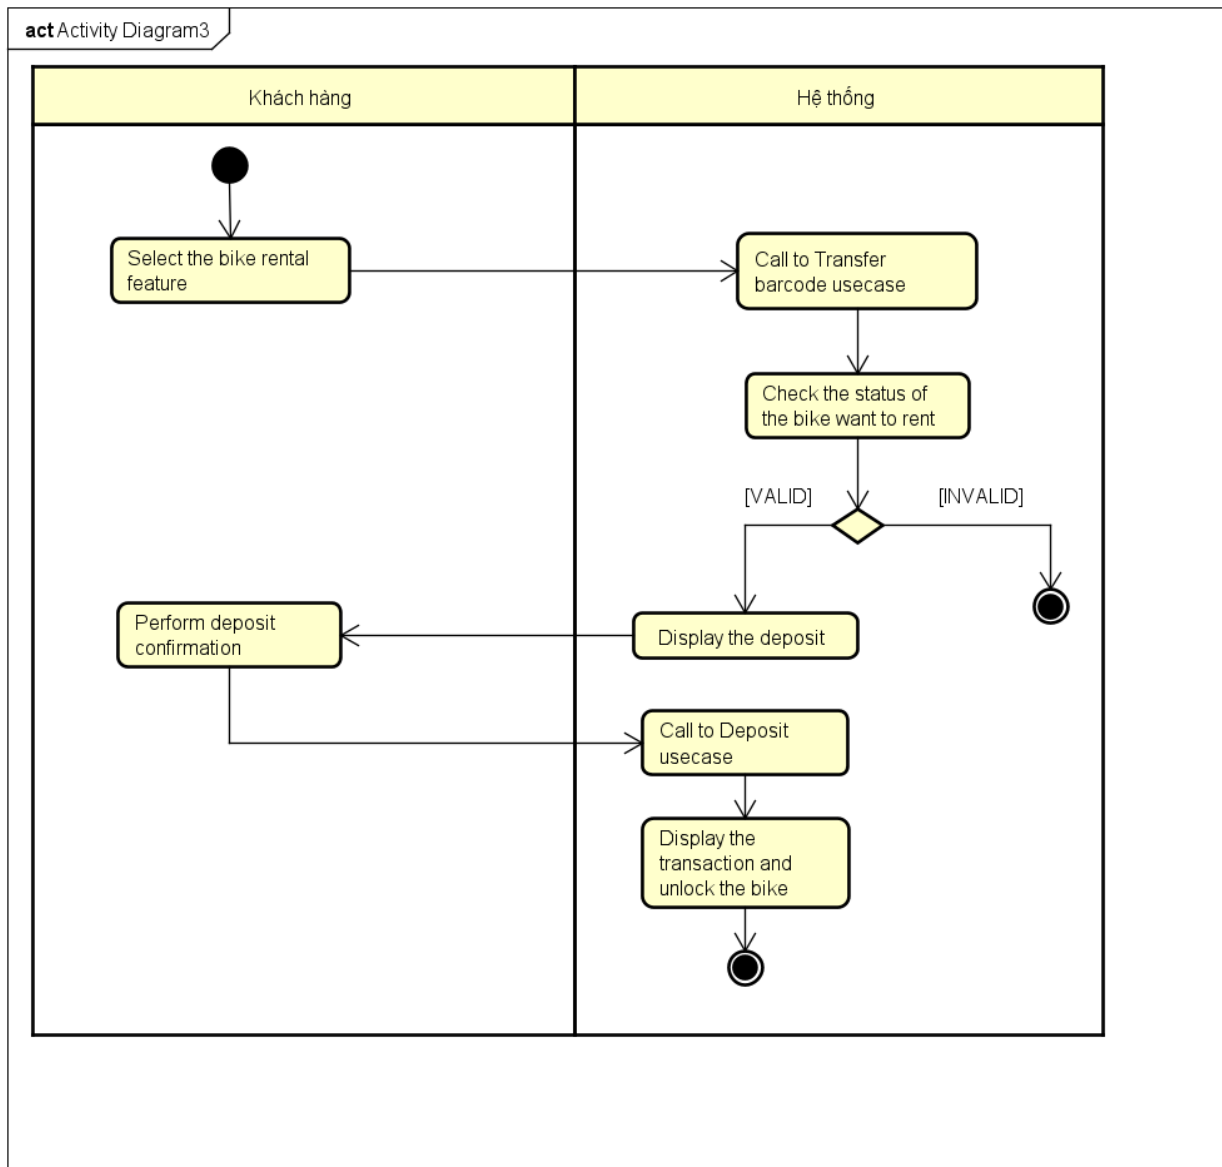 act Activity Diagram3
Khách hàng
Hệ thống
Select the bike rental
feature
Call to Transfer
barcode usecase
Check the status of
the bike want to rent
[VALID]
[INVALID]
Perform deposit
confirmation
Display the deposit
Call to Deposit
usecase
Display the
transaction and
unlock the bike